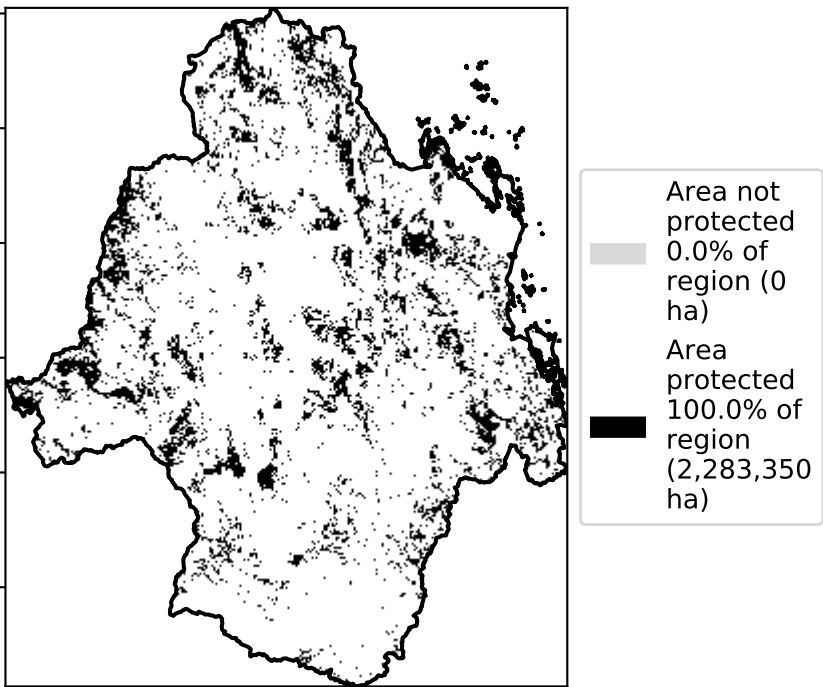 Area not
protected
0.0% of
region (0
ha)
Area
protected
100.0% of
region
(2,283,350
ha)